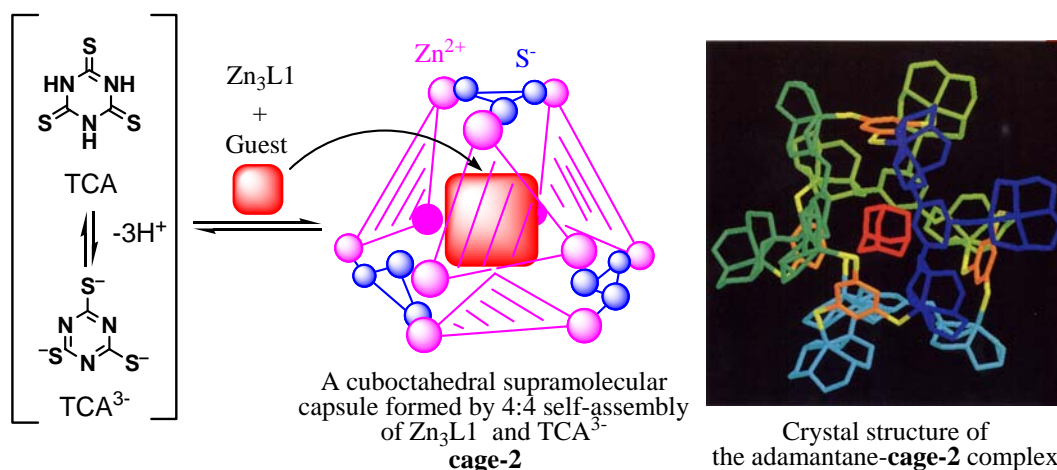 S
HN
NH
S
N
H
S
TCA
-3H+
S-
N
N
-S
N
S-
TCA3-
Zn3L1
+
Guest
Zn2+
S-
A cuboctahedral supramolecular
capsule formed by 4:4 self-assembly
of Zn3L1 and TCA3-
cage-2
Crystal structure of
the adamantane-cage-2 complex